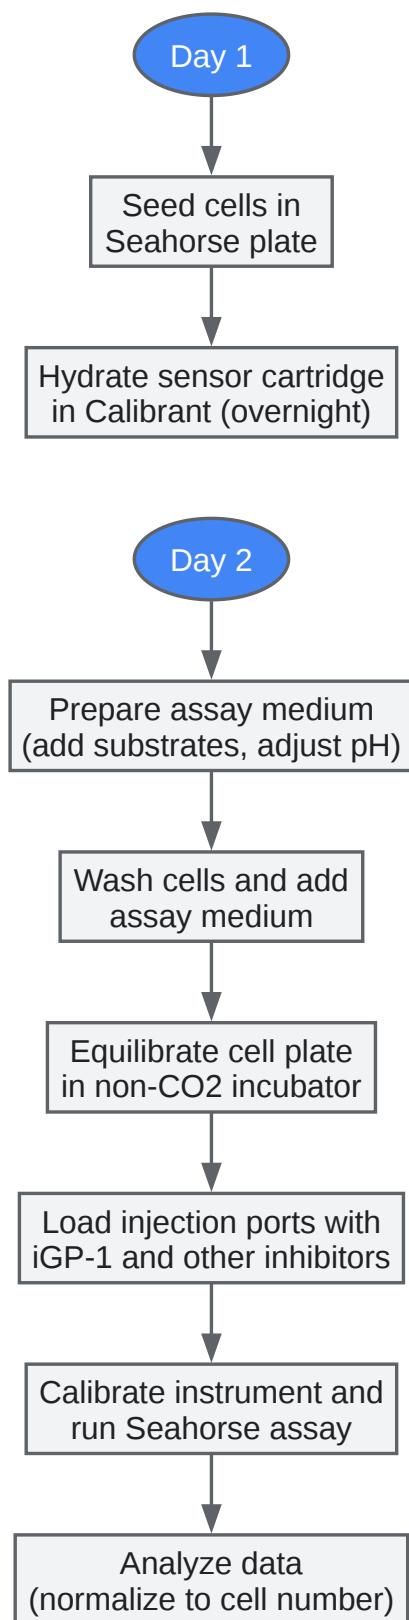 Day 1
Seed cells in
Seahorse plate
Hydrate sensor cartridge
in Calibrant (overnight)
Day 2
Prepare assay medium
(add substrates, adjust pH)
Wash cells and add
assay medium
Equilibrate cell plate
in non-CO2 incubator
Load injection ports with
iGP-1 and other inhibitors
Calibrate instrument and
run Seahorse assay
Analyze data
(normalize to cell number)